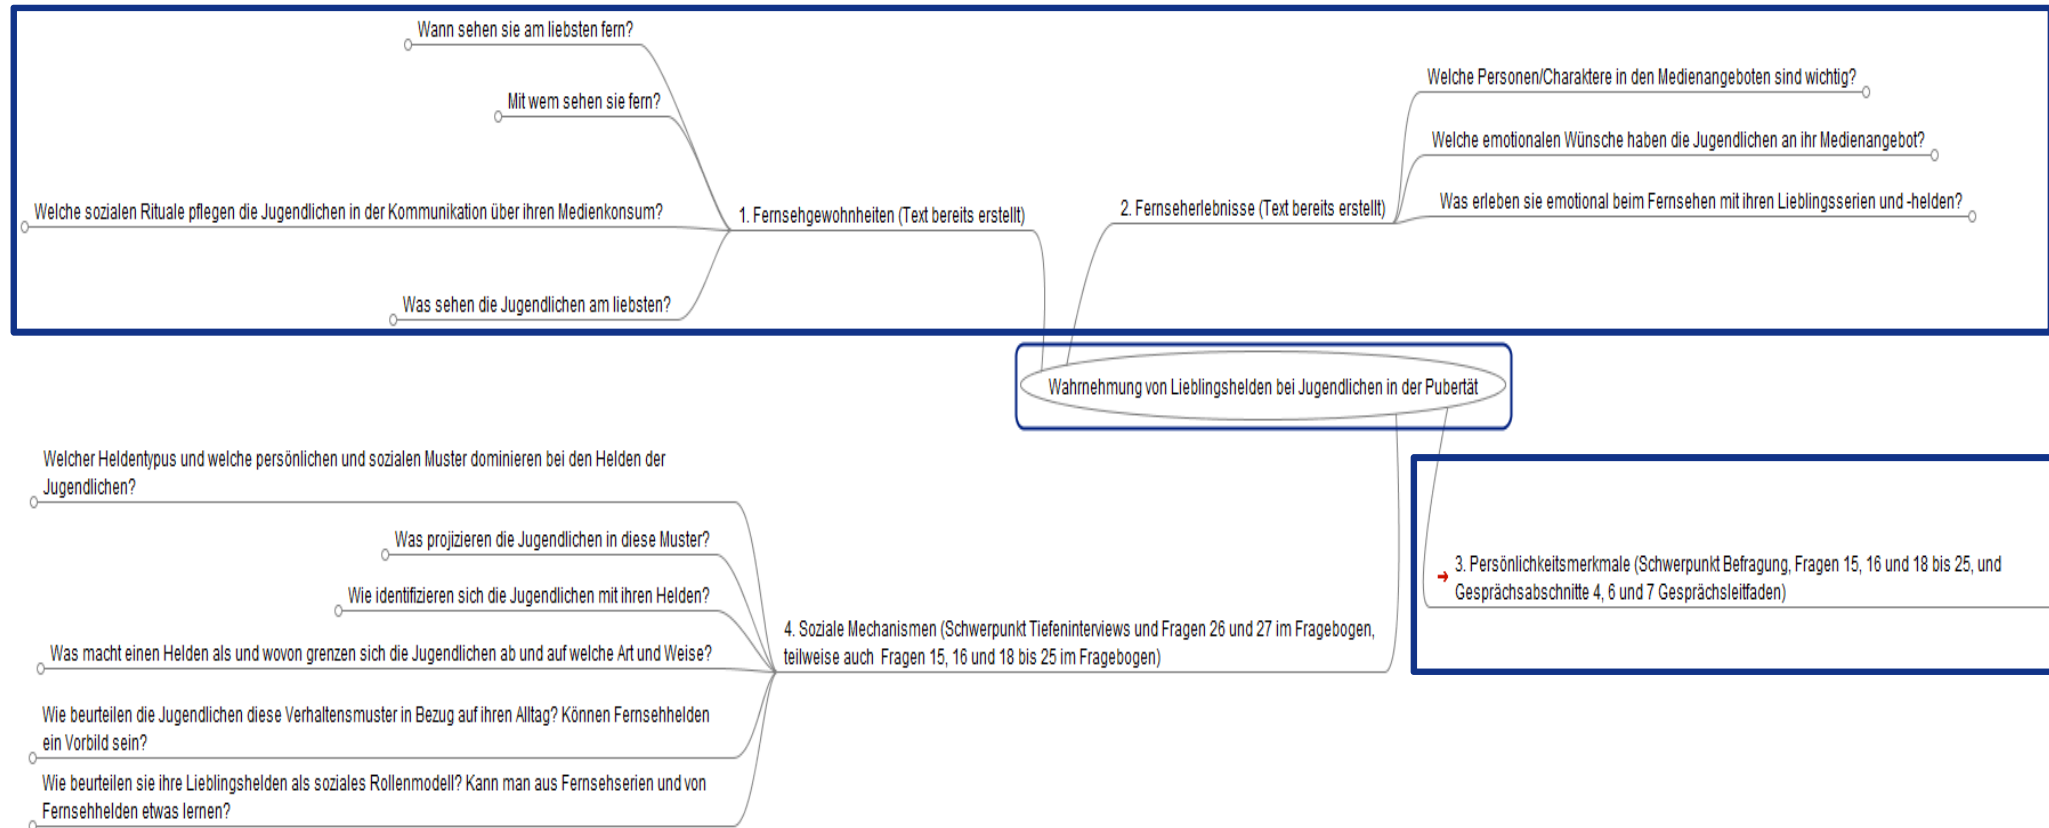 Wann sehen sie am liebsten fern?
Mit wem sehen sie fern?
Welche sozialen Rituale pflegen die Jugendlichen in der Kommunikation über ihren Medienkonsum?
Was sehen die Jugendlichen am liebsten?
1. Fernsehgewohnheiten (Text bereits erstellt)
2. Fernseherlebnisse (Text bereits erstellt)
Welche Personen/Charaktere in den Medienangeboten sind wichtig?
Welche emotionalen Wünsche haben die Jugendlichen an ihr Medienangebot?
Was erleben sie emotional beim Fernsehen mit ihren Lieblingsserien und -helden?
Wahrnehmung von Lieblingshelden bei Jugendlichen in der Pubertät
3. Persönlichkeitsmerkmale (Schwerpunkt Befragung, Fragen 15, 16 und 18 bis 25, und
Gesprächsabschnitte 4, 6 und 7 Gesprächsleitfaden)
4. Soziale Mechanismen (Schwerpunkt Tiefeninterviews und Fragen 26 und 27 im Fragebogen,
teilweise auch Fragen 15, 16 und 18 bis 25 im Fragebogen)
Welcher Heldentypus und welche persönlichen und sozialen Muster dominieren bei den Helden der
Jugendlichen?
Was projizieren die Jugendlichen in diese Muster?
Wie identifizieren sich die Jugendlichen mit ihren Helden?
Was macht einen Helden als und wovon grenzen sich die Jugendlichen ab und auf welche Art und Weise?
Wie beurteilen die Jugendlichen diese Verhaltensmuster in Bezug auf ihren Alltag? Können Fernsehhelden
ein Vorbild sein?
Wie beurteilen sie ihre Lieblingshelden als soziales Rollenmodell? Kann man aus Fernsehserien und von
Fernsehhelden etwas lernen?